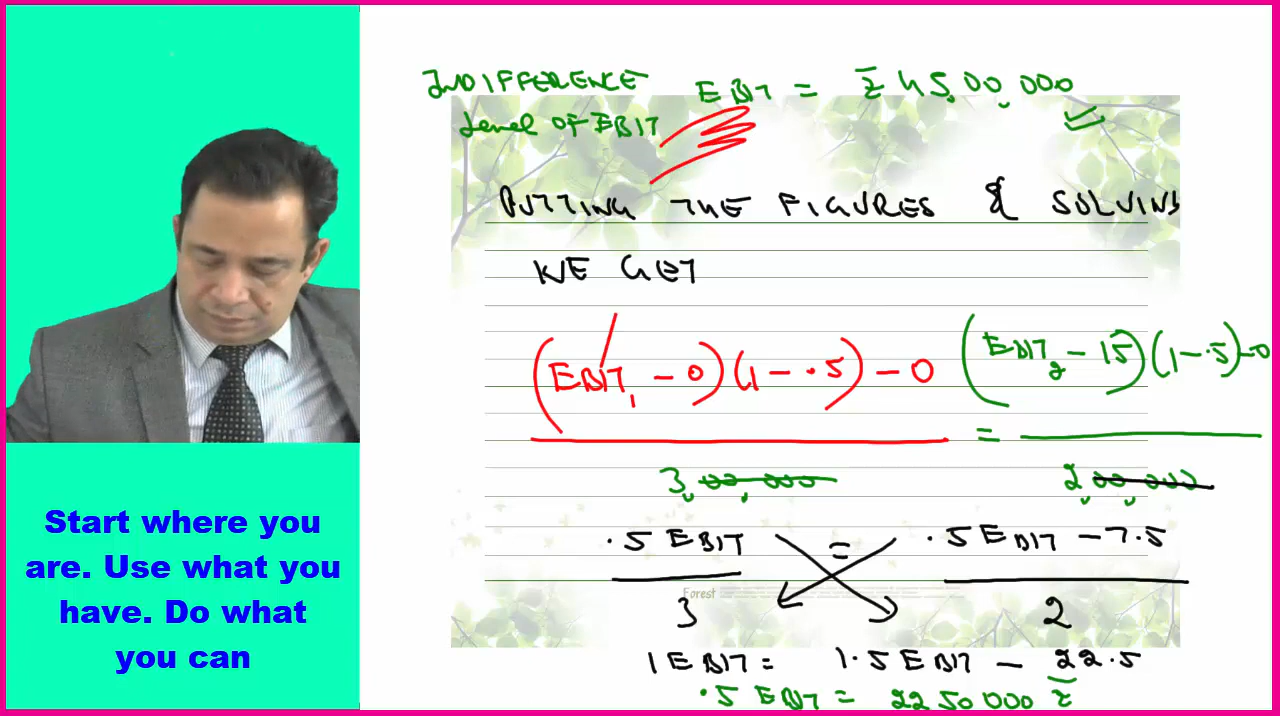 INDIFFERENCE EBIT = ₹ 45,00,000
Level OF EBIT
PUTTING THE FIGURES & SOLVING
WE GET
(EBIT1 - 0)(1 - .5) - 0 = (EBIT2 - 15)(1 - .5) - 0
3,00,000 2,00,000
.5 EBIT = .5 EBIT - 7.5
3 2
Forest
1 EBIT = 1.5 EBIT - 22.5
.5 EBIT = 2250000 ₹
Start where you
are. Use what you
have. Do what
you can